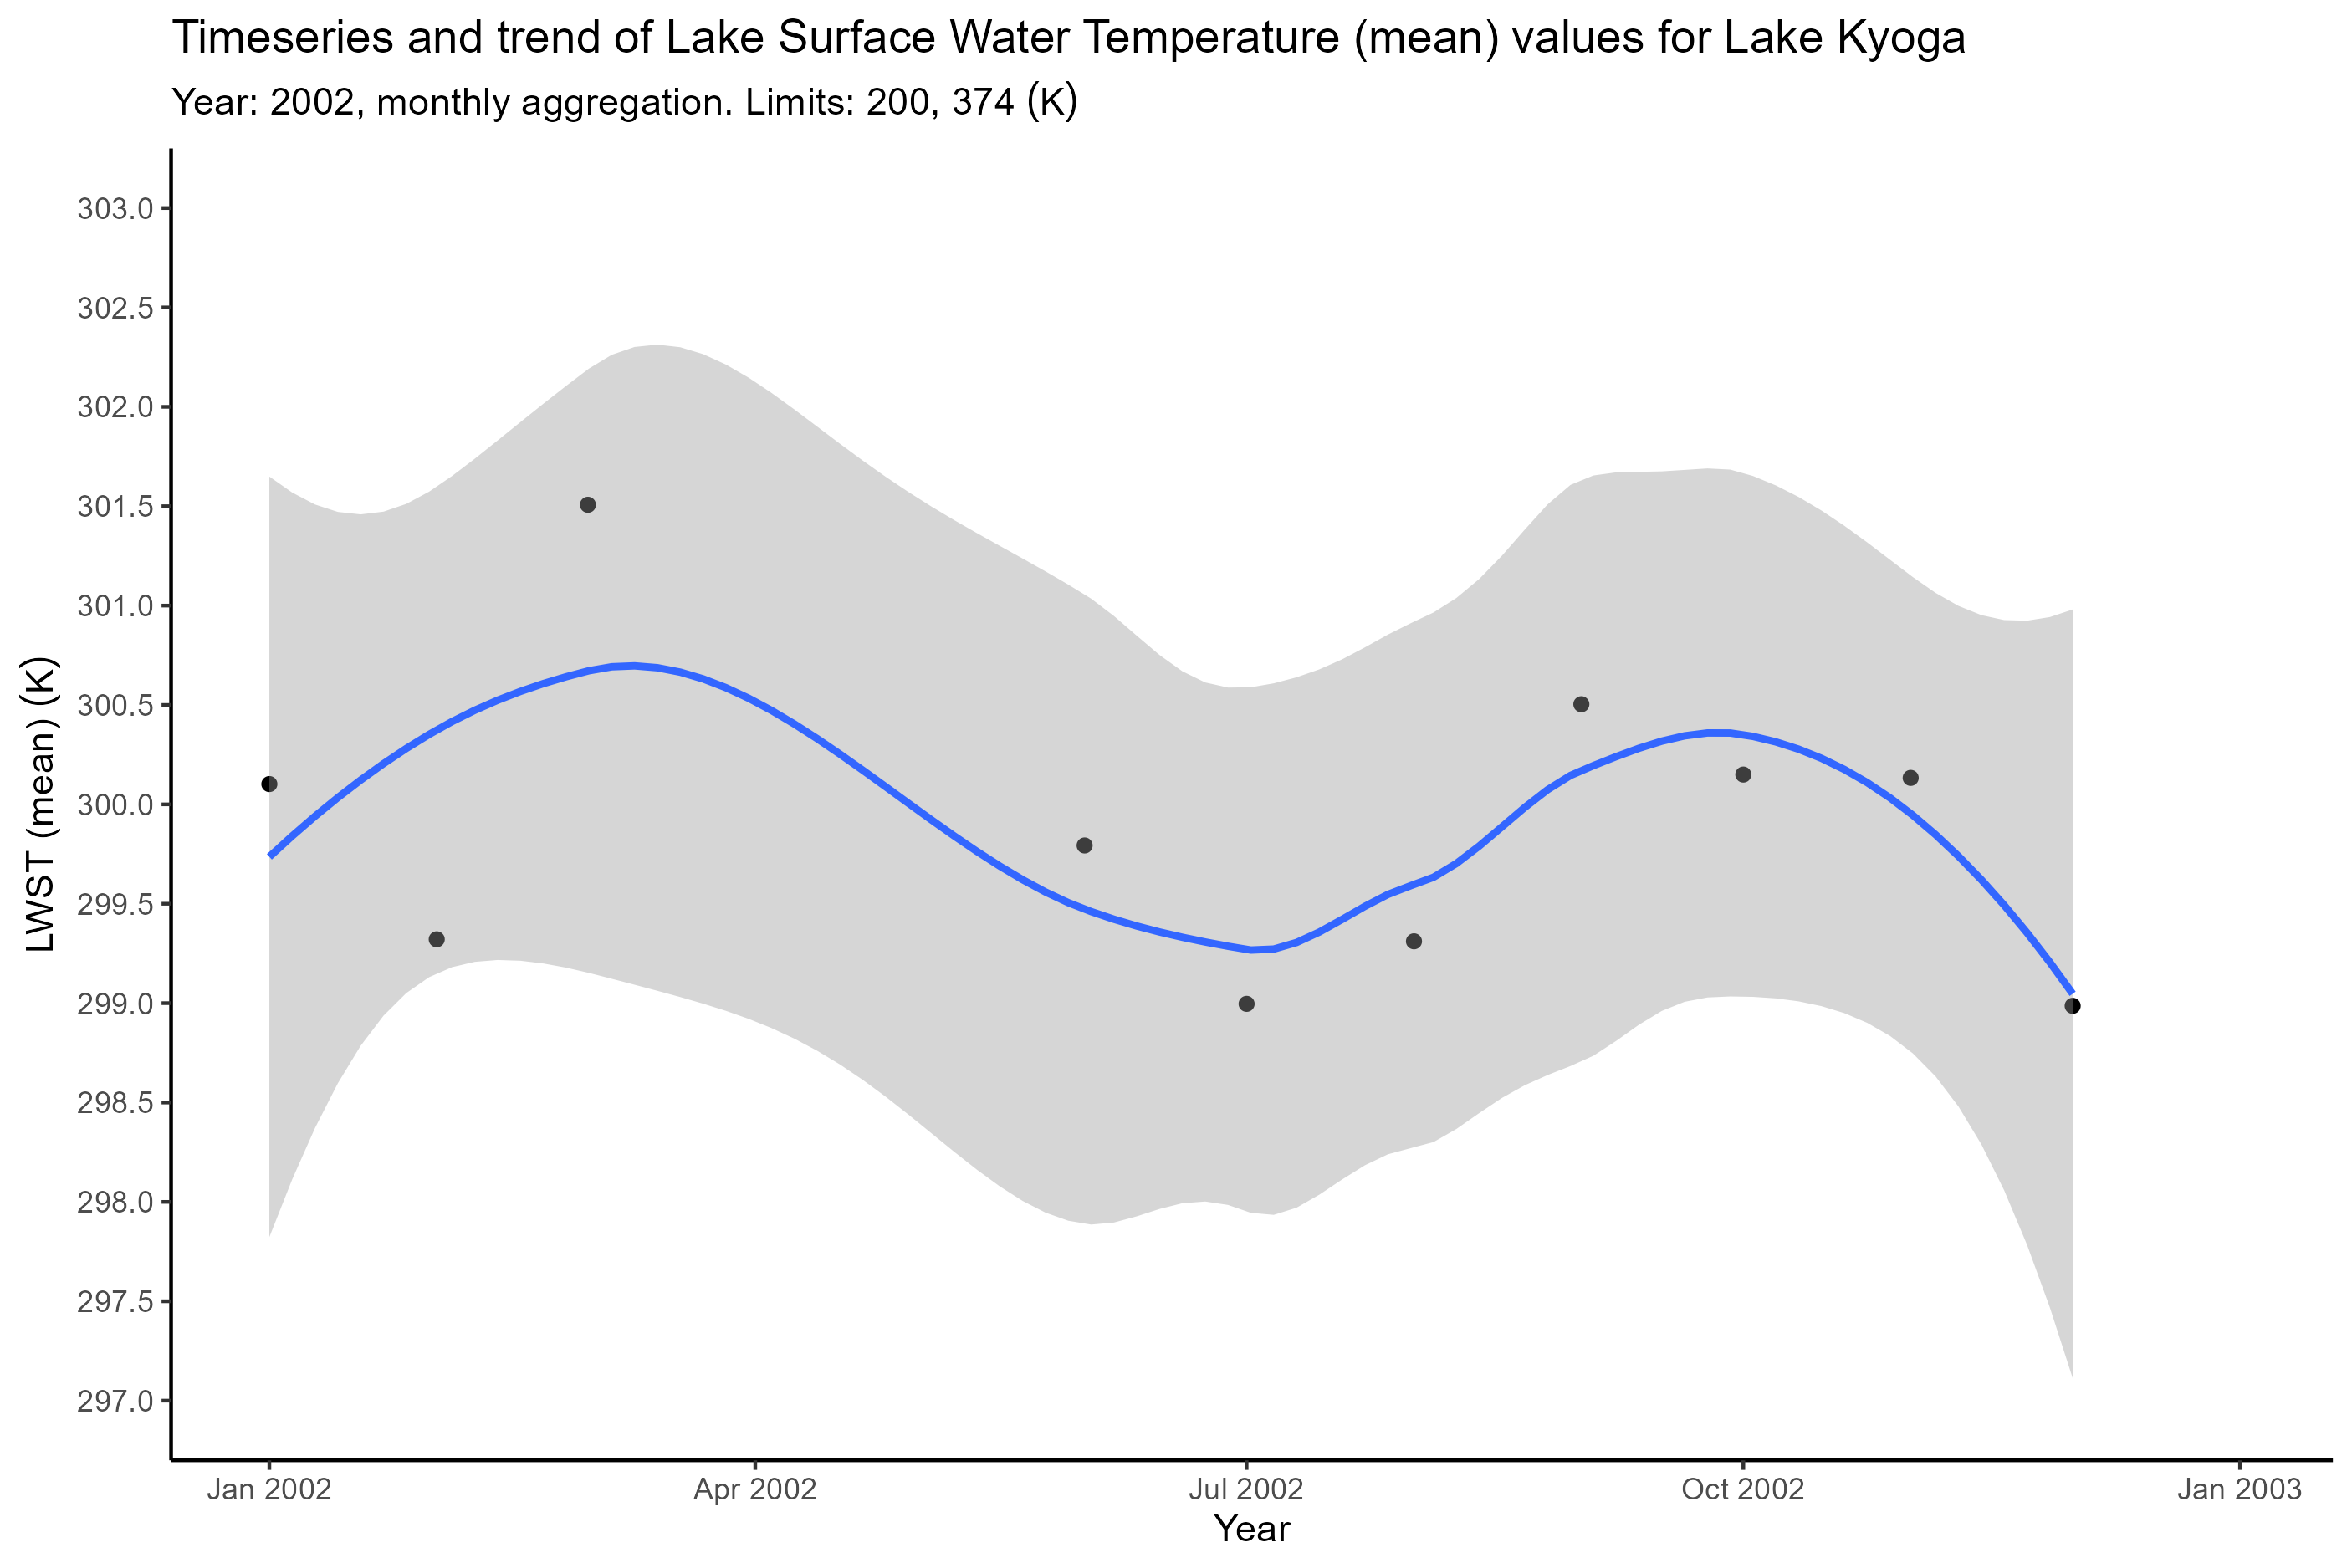 Timeseries and trend of Lake Surface Water Temperature (mean) values for Lake Kyoga
Year: 2002, monthly aggregation. Limits: 200, 374 (K)
303.0
302.5
302.0
301.5
301.0
300.5
300.0
299.5
299.0
298.5
298.0
297.5
297.0
LWST (mean) (K)
Jan 2002
Apr 2002
Jul 2002
Oct 2002
Jan 2003
Year